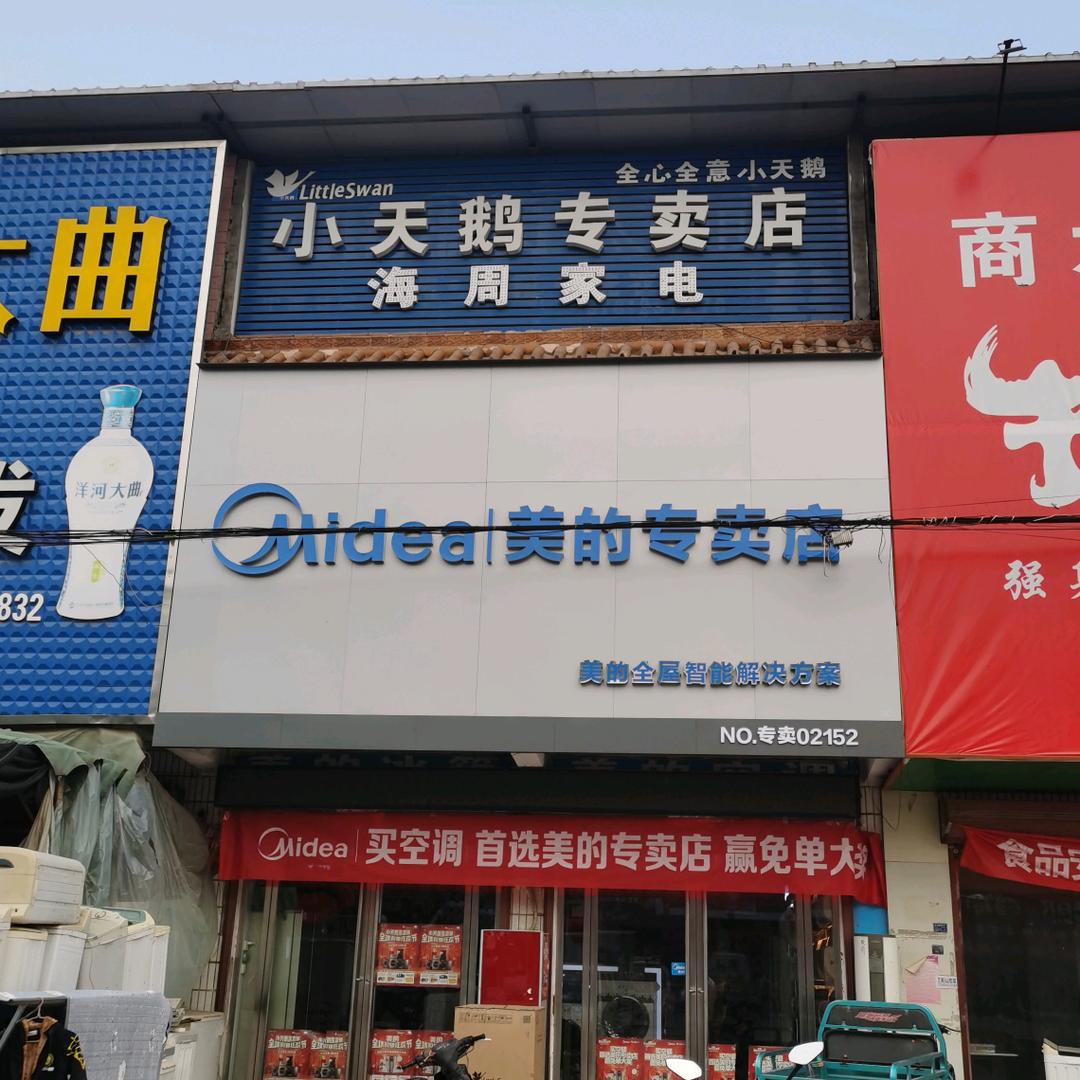 LittleSwan
全心全意小天鹅
小天鹅专卖店
海周家电
曲
洋河大曲
832
Midea 美的专卖店
美的全屋智能解决方案
NO.专卖02152
Midea 买空调 首选美的专卖店 赢免单大奖
商
强
食品